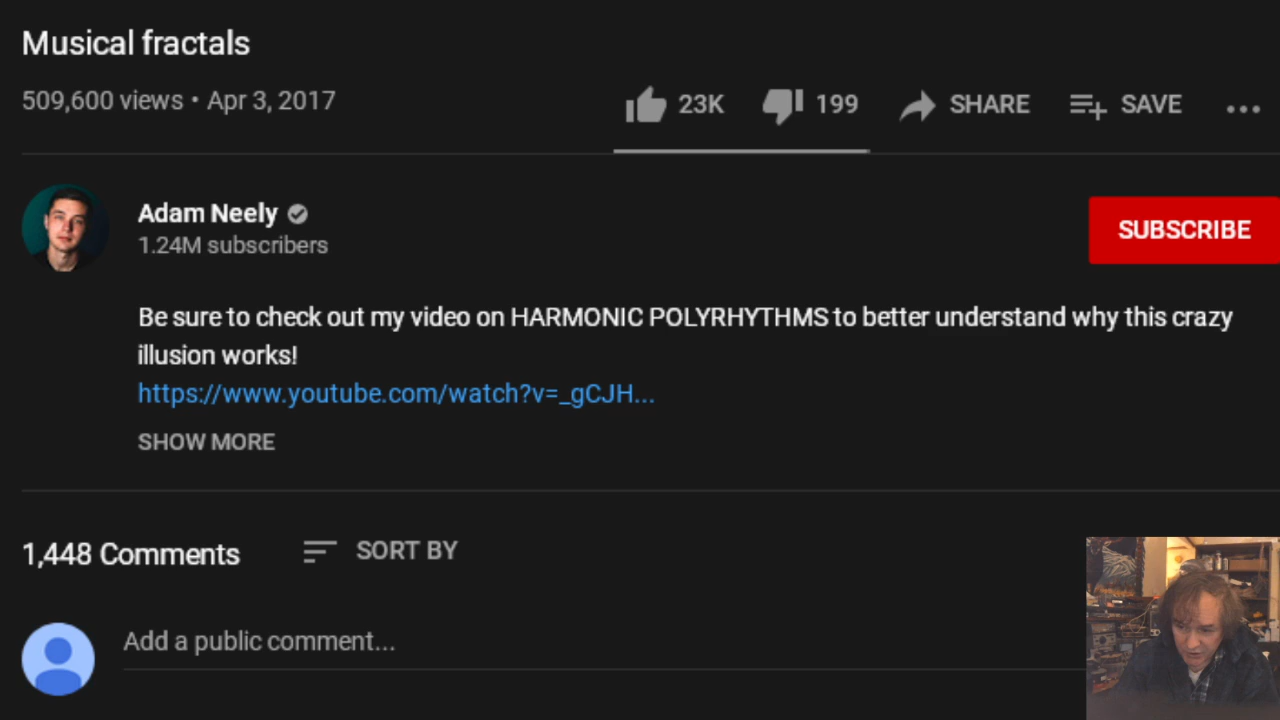 Musical fractals
509,600 views • Apr 3, 2017
23K 199 SHARE SAVE ...
Adam Neely
1.24M subscribers
SUBSCRIBE
Be sure to check out my video on HARMONIC POLYRHYTHMS to better understand why this crazy
illusion works!
https://www.youtube.com/watch?v=_gCJH...
SHOW MORE
1,448 Comments SORT BY
Add a public comment...